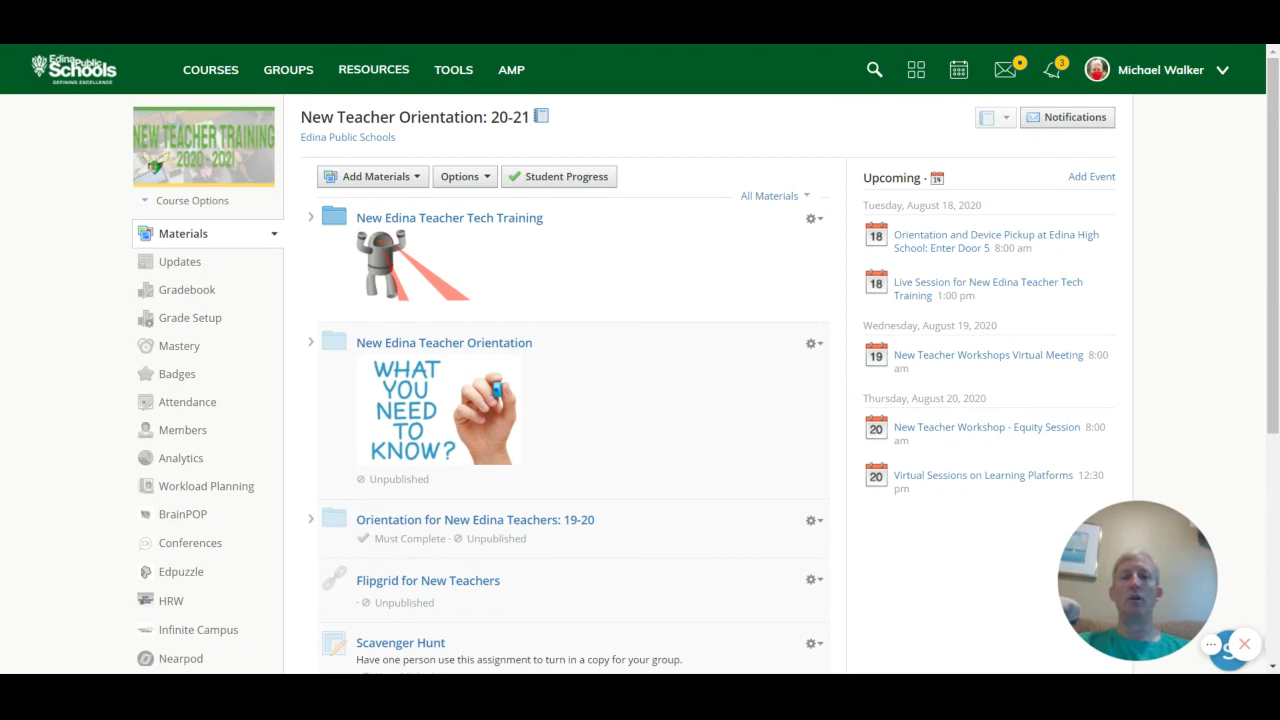 Edina Public
Schools
DEFINING EXCELLENCE
COURSES
GROUPS
RESOURCES
TOOLS
AMP
3
Michael Walker
NEW TEACHER TRAINING
2020 - 2021
Course Options
Materials
Updates
Gradebook
Grade Setup
Mastery
Badges
Attendance
Members
Analytics
Workload Planning
BrainPOP
Conferences
Edpuzzle
HRW
Infinite Campus
Nearpod
New Teacher Orientation: 20-21
Edina Public Schools
Notifications
Add Materials
Options
Student Progress
All Materials
New Edina Teacher Tech Training
New Edina Teacher Orientation
WHAT
YOU
NEED
TO
KNOW?
Unpublished
Orientation for New Edina Teachers: 19-20
Must Complete · Unpublished
Flipgrid for New Teachers
· Unpublished
Scavenger Hunt
Have one person use this assignment to turn in a copy for your group.
Upcoming ·
14
Add Event
Tuesday, August 18, 2020
18
Orientation and Device Pickup at Edina High
School: Enter Door 5 8:00 am
18
Live Session for New Edina Teacher Tech
Training 1:00 pm
Wednesday, August 19, 2020
19
New Teacher Workshops Virtual Meeting 8:00
am
Thursday, August 20, 2020
20
New Teacher Workshop - Equity Session 8:00
am
20
Virtual Sessions on Learning Platforms 12:30
pm